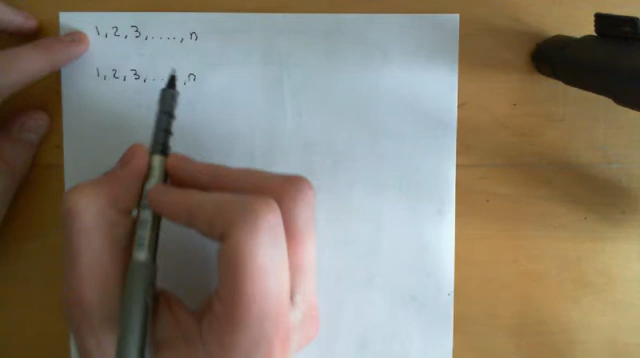 1, 2, 3, ...., n
1, 2, 3, ...., n